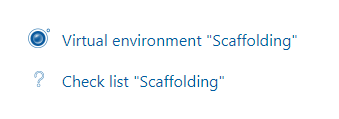 Virtual environment "Scaffolding"
Check list "Scaffolding"